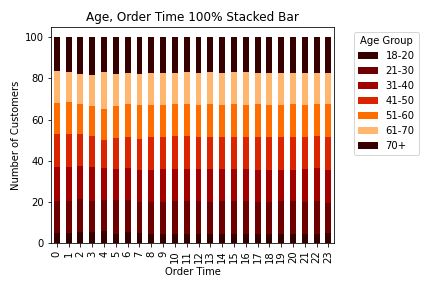 Age, Order Time 100% Stacked Bar
Number of Customers
100
80
60
40
20
0
0 1 2 3 4 5 6 7 8 9 10 11 12 13 14 15 16 17 18 19 20 21 22 23
Order Time
Age Group
18-20
21-30
31-40
41-50
51-60
61-70
70+